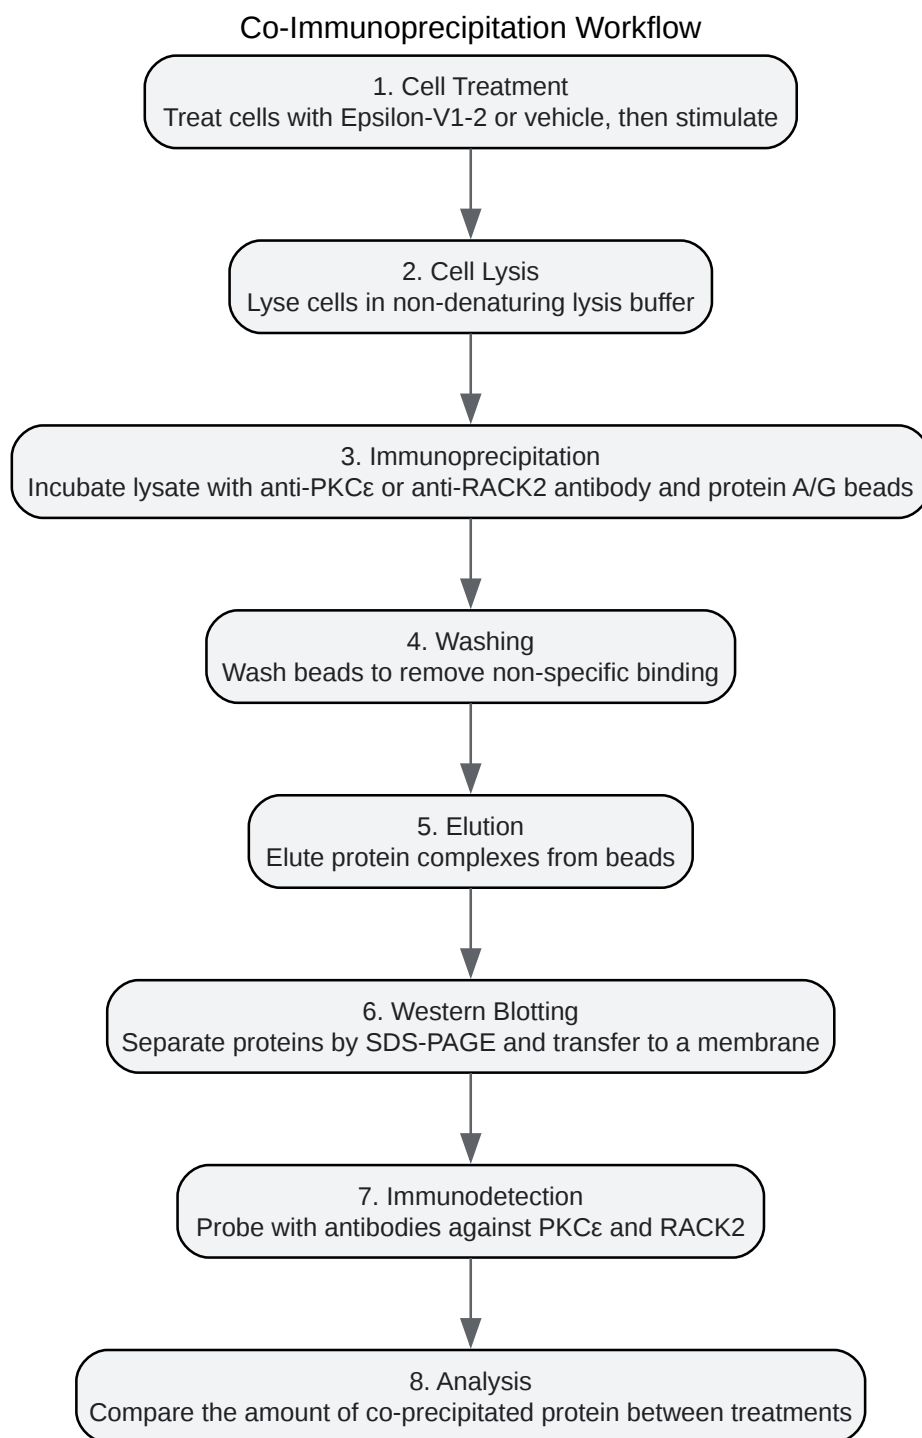 Co-Immunoprecipitation Workflow
1. Cell Treatment
Treat cells with Epsilon-V1-2 or vehicle, then stimulate
2. Cell Lysis
Lyse cells in non-denaturing lysis buffer
3. Immunoprecipitation
Incubate lysate with anti-PKCε or anti-RACK2 antibody and protein A/G beads
4. Washing
Wash beads to remove non-specific binding
5. Elution
Elute protein complexes from beads
6. Western Blotting
Separate proteins by SDS-PAGE and transfer to a membrane
7. Immunodetection
Probe with antibodies against PKCε and RACK2
8. Analysis
Compare the amount of co-precipitated protein between treatments